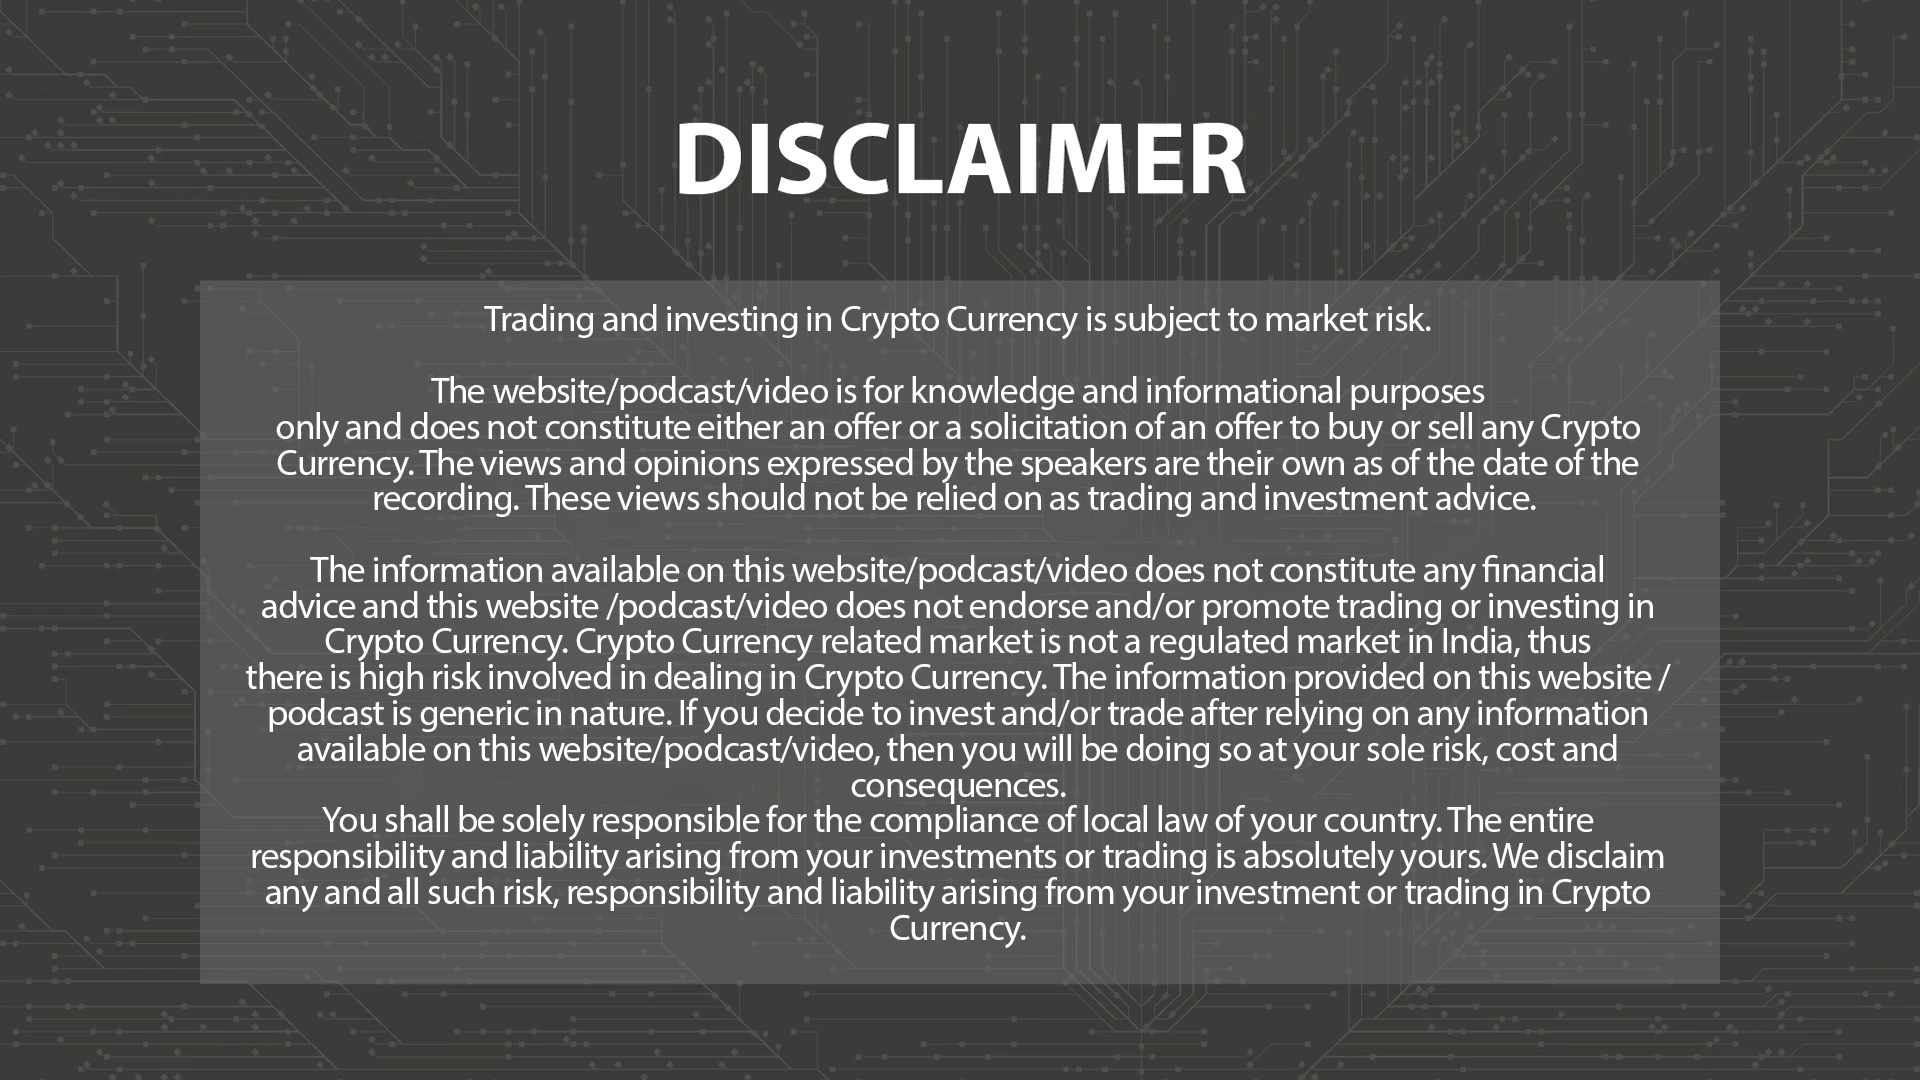 DISCLAIMER
Trading and investing in Crypto Currency is subject to market risk.
The website/podcast/video is for knowledge and informational purposes
only and does not constitute either an offer or a solicitation of an offer to buy or sell any Crypto
Currency. The views and opinions expressed by the speakers are their own as of the date of the
recording. These views should not be relied on as trading and investment advice.
The information available on this website/podcast/video does not constitute any financial
advice and this website /podcast/video does not endorse and/or promote trading or investing in
Crypto Currency. Crypto Currency related market is not a regulated market in India, thus
there is high risk involved in dealing in Crypto Currency. The information provided on this website /
podcast is generic in nature. If you decide to invest and/or trade after relying on any information
available on this website/podcast/video, then you will be doing so at your sole risk, cost and
consequences.
You shall be solely responsible for the compliance of local law of your country. The entire
responsibility and liability arising from your investments or trading is absolutely yours. We disclaim
any and all such risk, responsibility and liability arising from your investment or trading in Crypto
Currency.